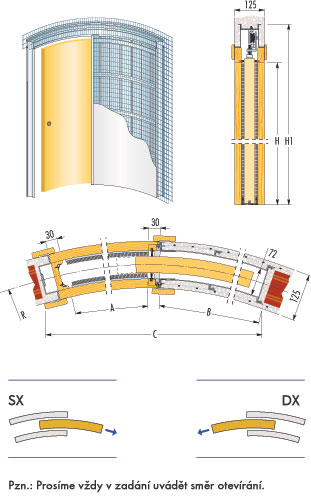 125
H
H1
30
30
72
125
R
A
B
C
SX
DX
Pzn.: Prosíme vždy v zadání uvádět směr otevírání.